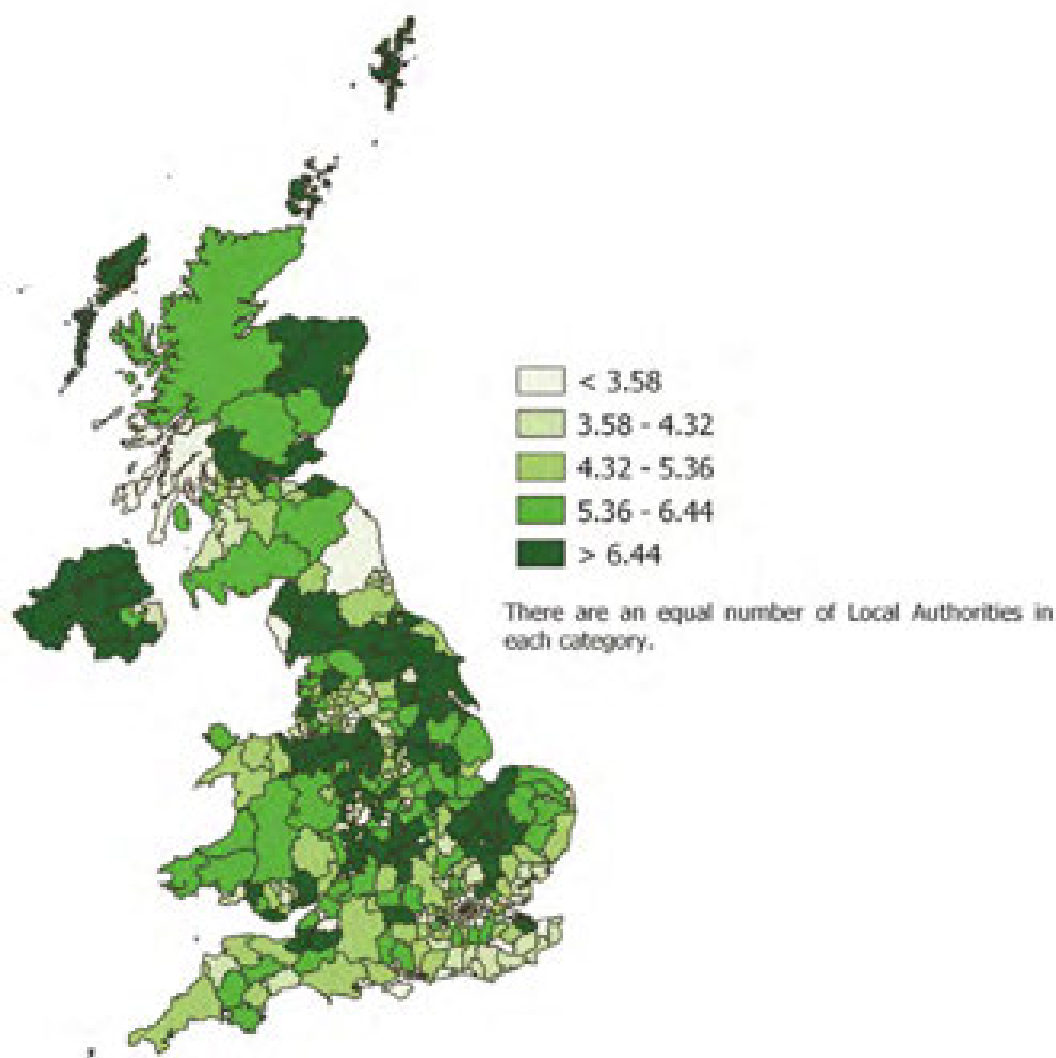 < 3.58
3.58 - 4.32
4.32 - 5.36
5.36 - 6.44
> 6.44
There are an equal number of Local Authorities in
each category.